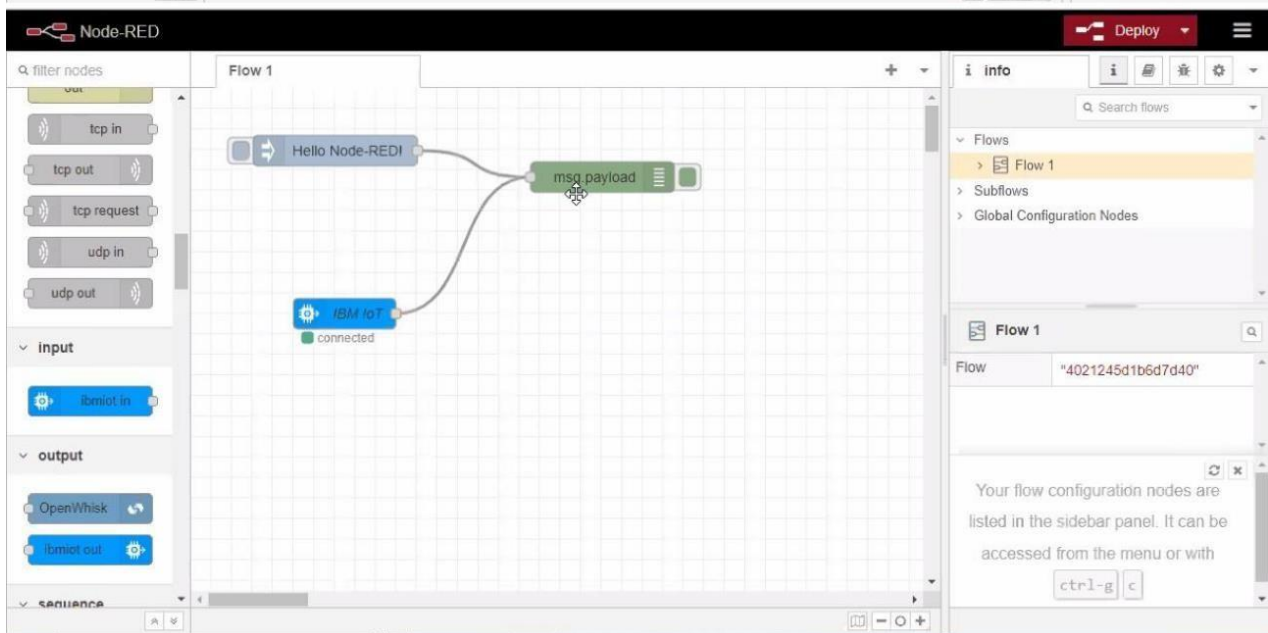 Node-RED
Deploy
filter nodes
out
tcp in
tcp out
tcp request
udp in
udp out
input
ibmiot in
output
OpenWhisk
ibmiot out
sequence
Flow 1
Hello Node-RED!
msg.payload
IBM IoT
connected
i info
i
Search flows
Flows
Flow 1
Subflows
Global Configuration Nodes
Flow 1
Flow "4021245d1b6d7d40"
Your flow configuration nodes are
listed in the sidebar panel. It can be
accessed from the menu or with
ctrl-g c